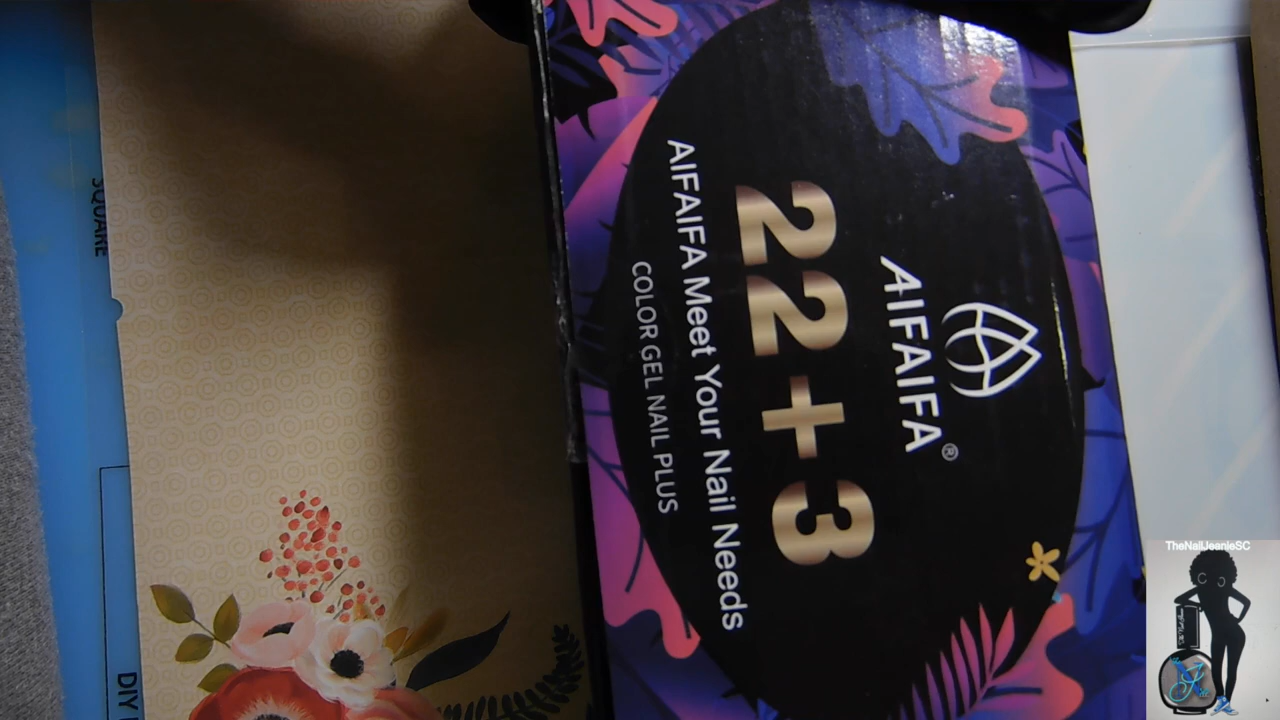 AIFAIFA®
22+3
AIFAIFA Meet Your Nail Needs
COLOR GEL NAIL PLUS
SQUARE
DIY
TheNailJeanieSC
C J